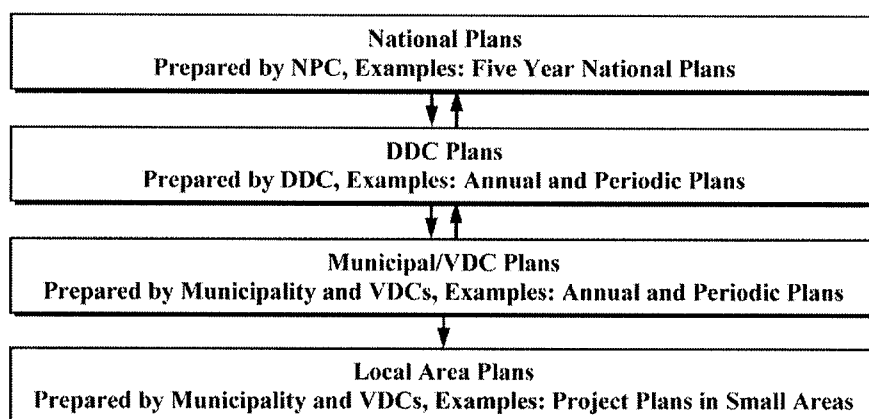 National Plans
Prepared by NPC, Examples: Five Year National Plans
DDC Plans
Prepared by DDC, Examples: Annual and Periodic Plans
Municipal/VDC Plans
Prepared by Municipality and VDCs, Examples: Annual and Periodic Plans
Local Area Plans
Prepared by Municipality and VDCs, Examples: Project Plans in Small Areas